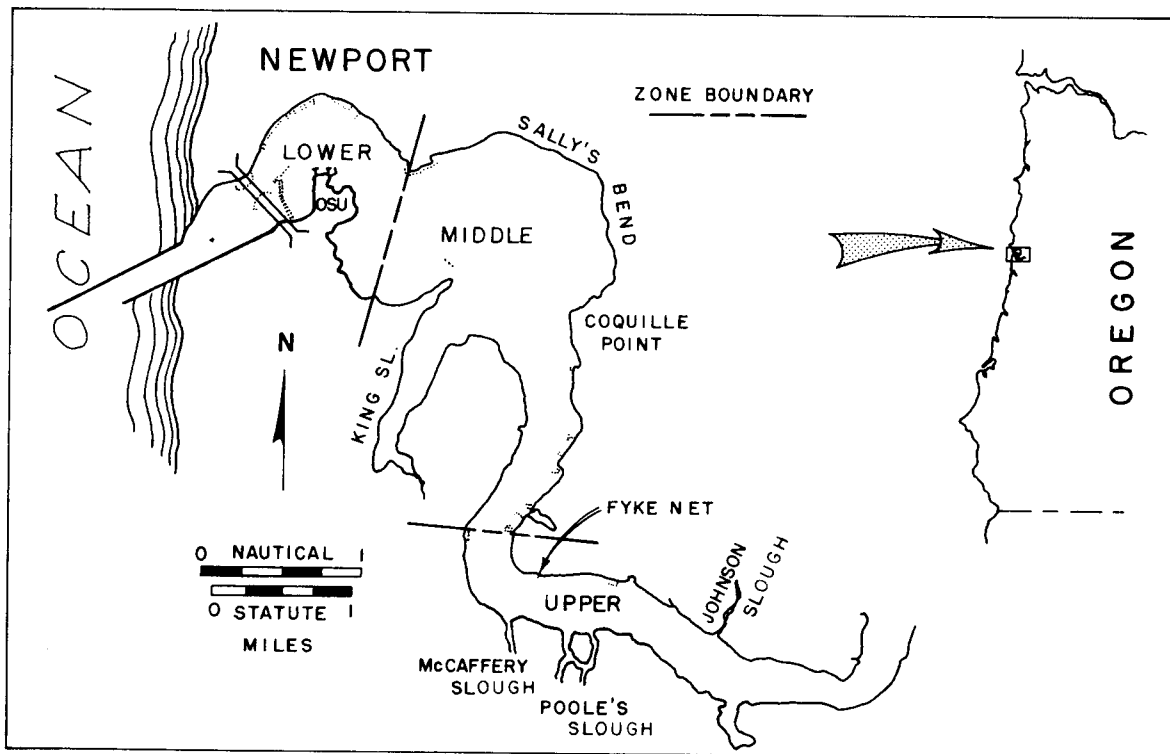 OCEAN
NEWPORT
LOWER
OSU
ZONE BOUNDARY
SALLY'S
BEND
MIDDLE
COQUILLE
POINT
KING SL.
N
OREGON
FYKE NET
0 NAUTICAL 1
0 STATUTE 1
MILES
UPPER
JOHNSON
SLOUGH
McCAFFERY
SLOUGH
POOLE'S
SLOUGH